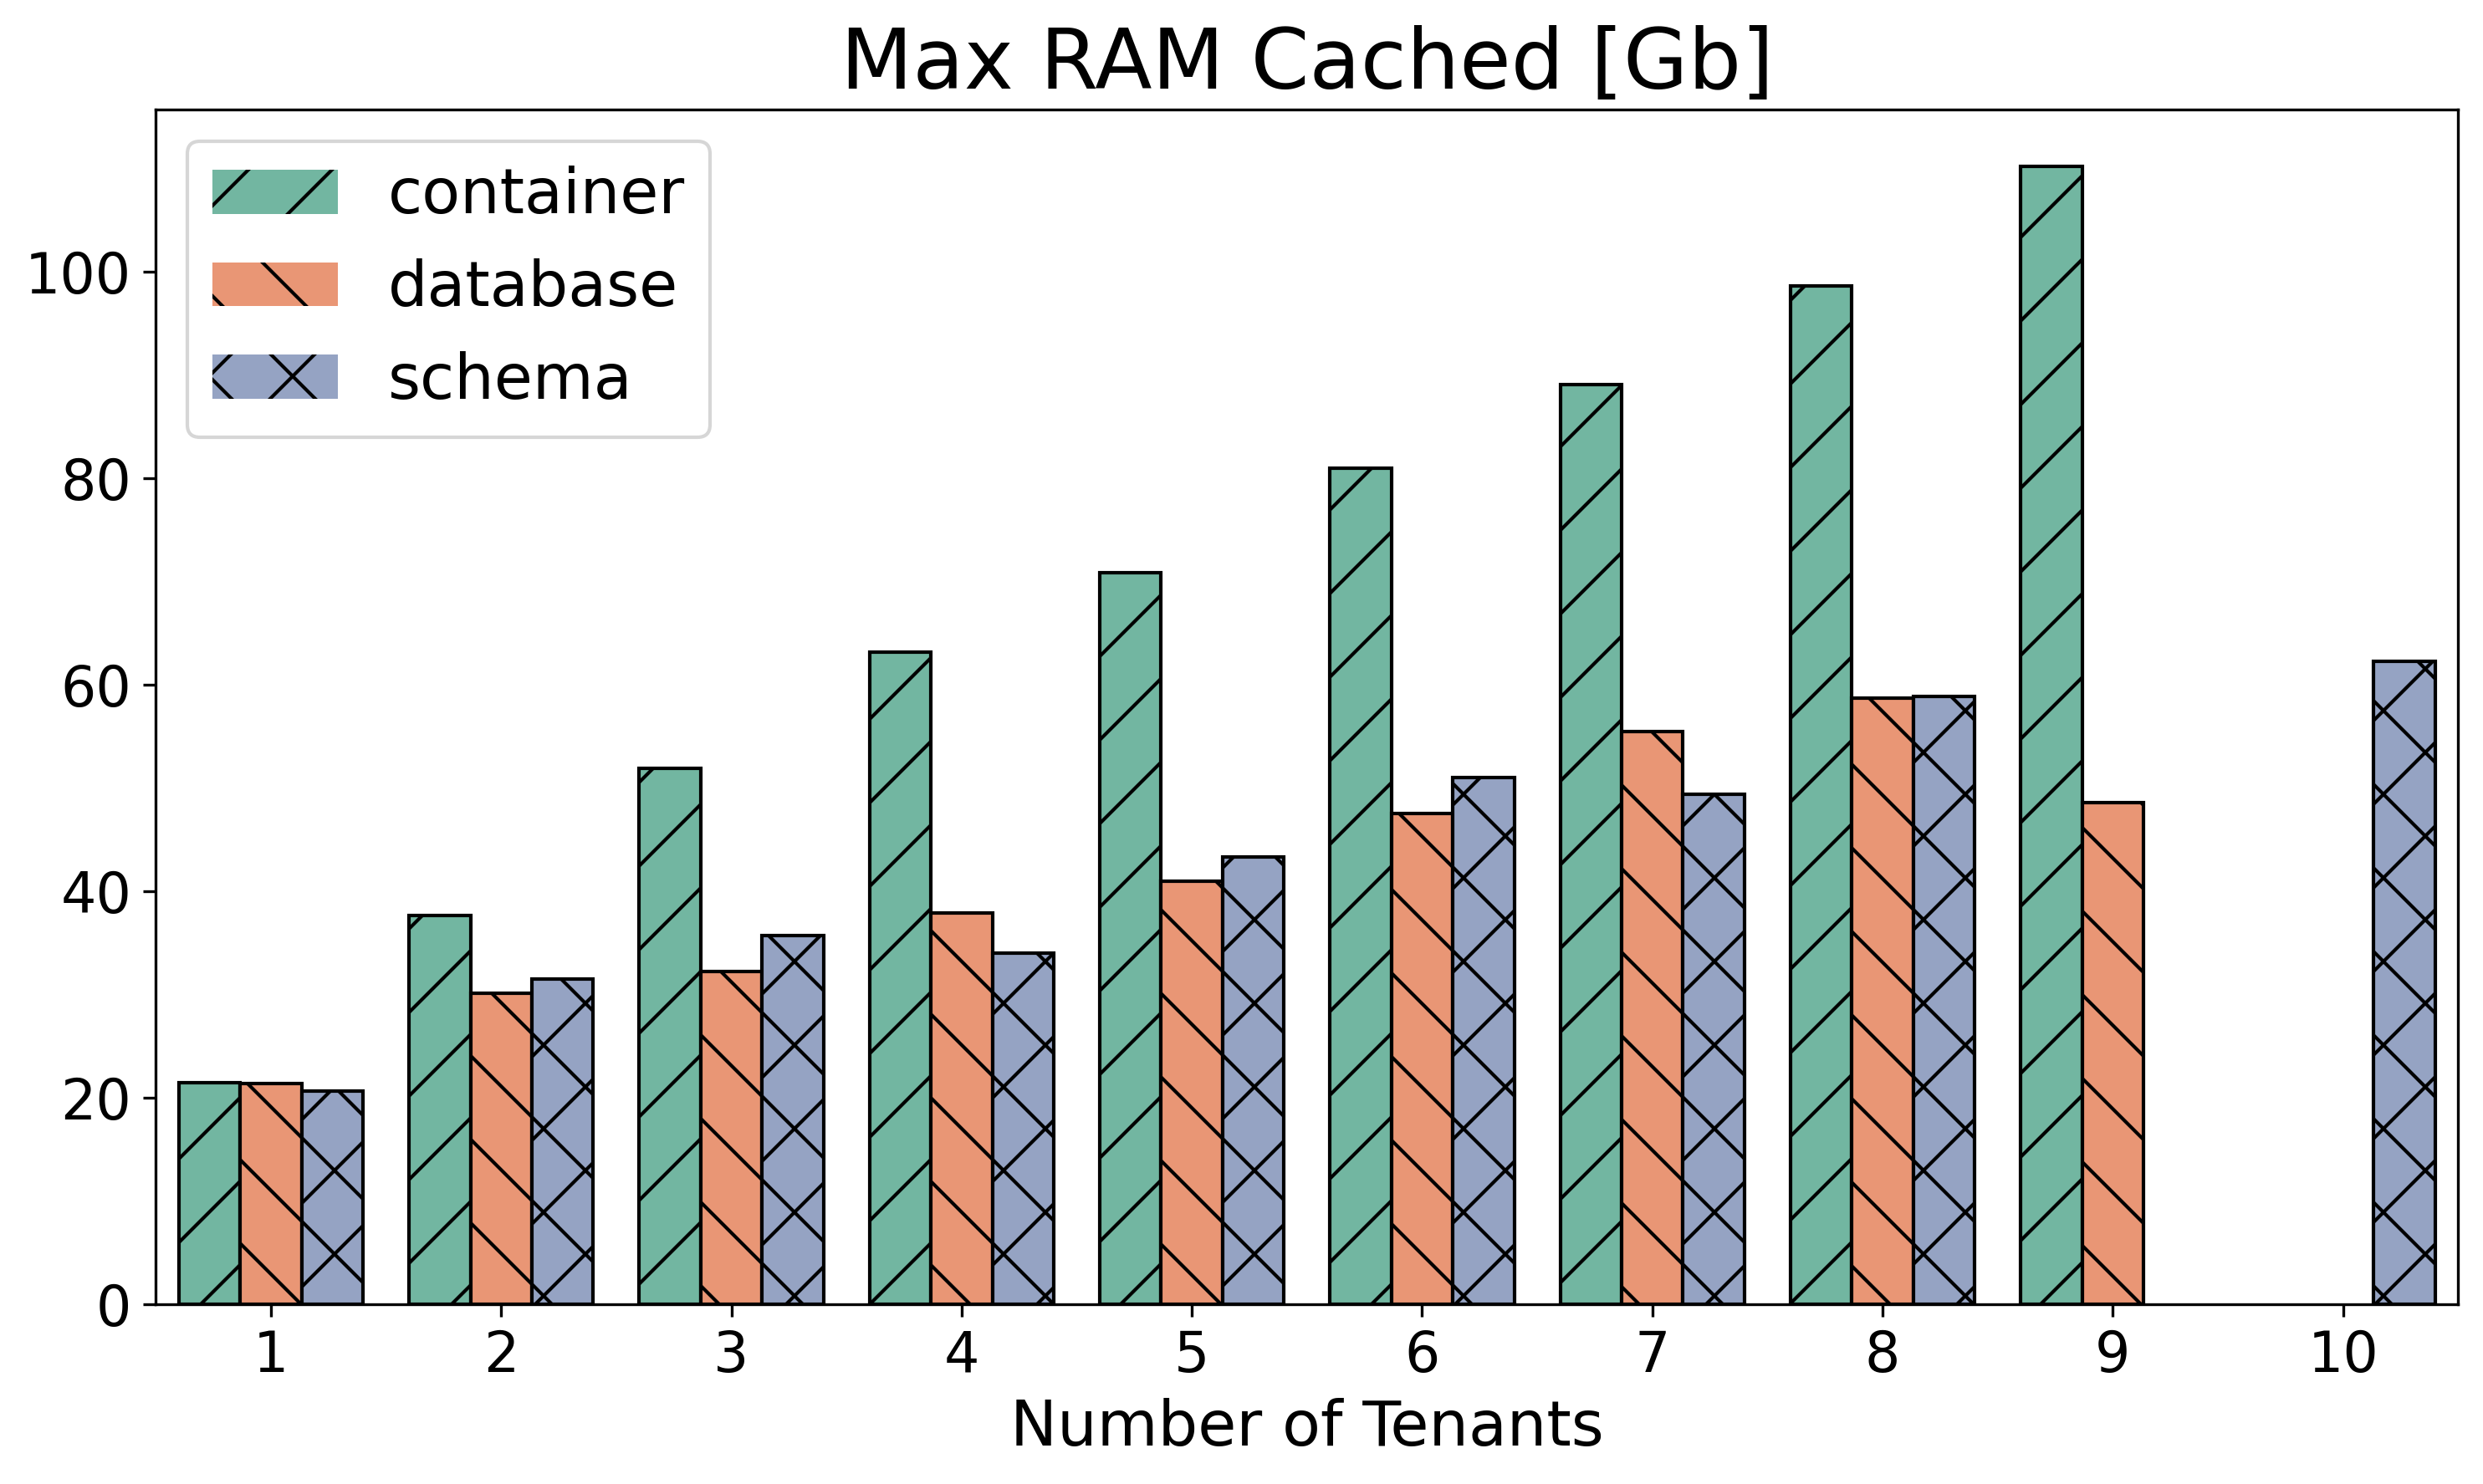 Max RAM Cached [Gb]
container
database
schema
100
80
60
40
20
0
1 2 3 4 5 6 7 8 9 10
Number of Tenants